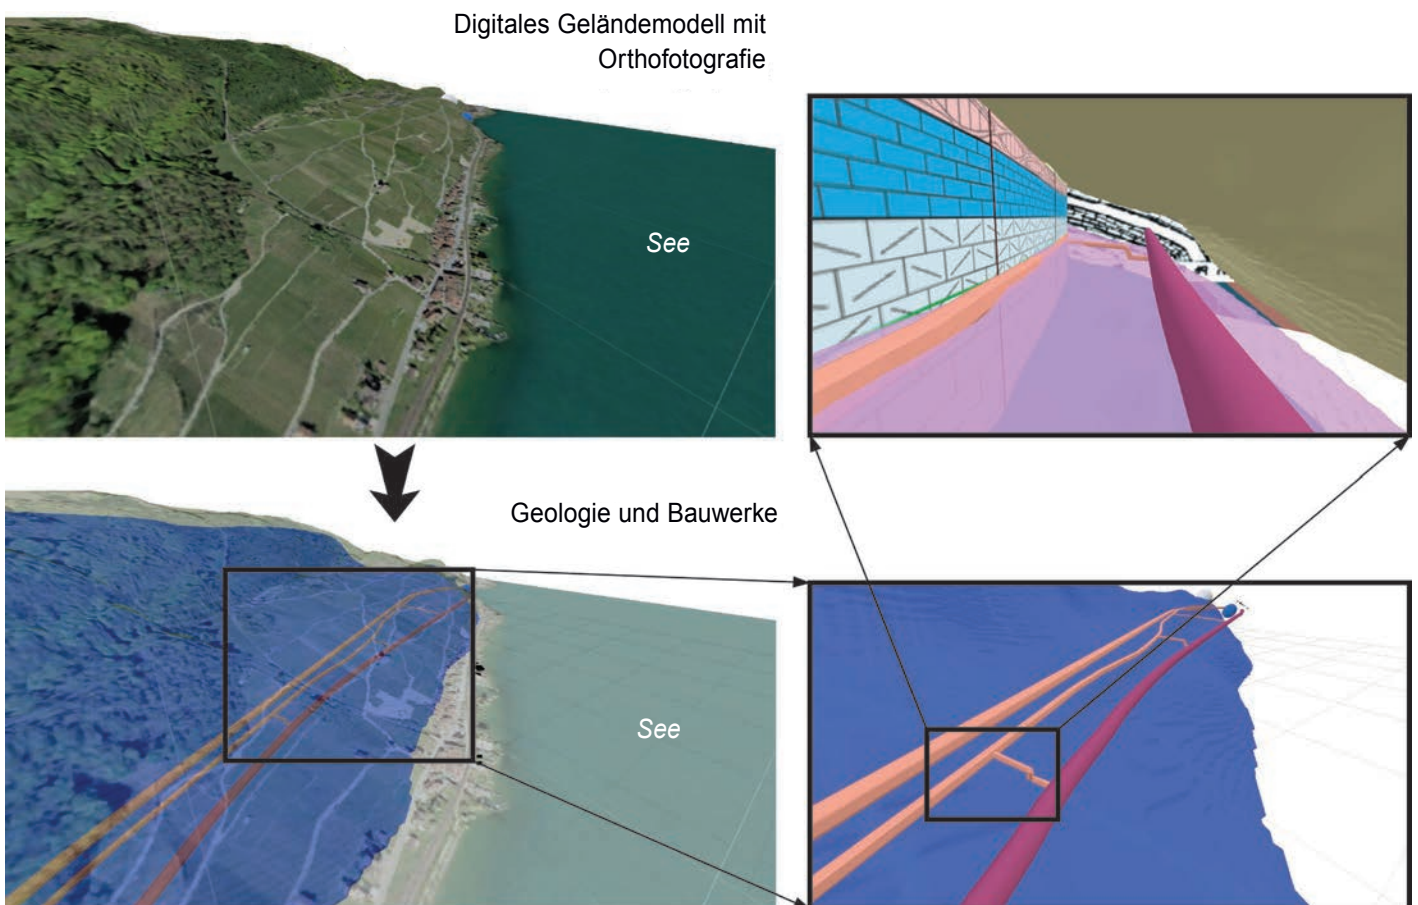 Digitales Geländemodell mit
Orthofotografie
See
Geologie und Bauwerke
See